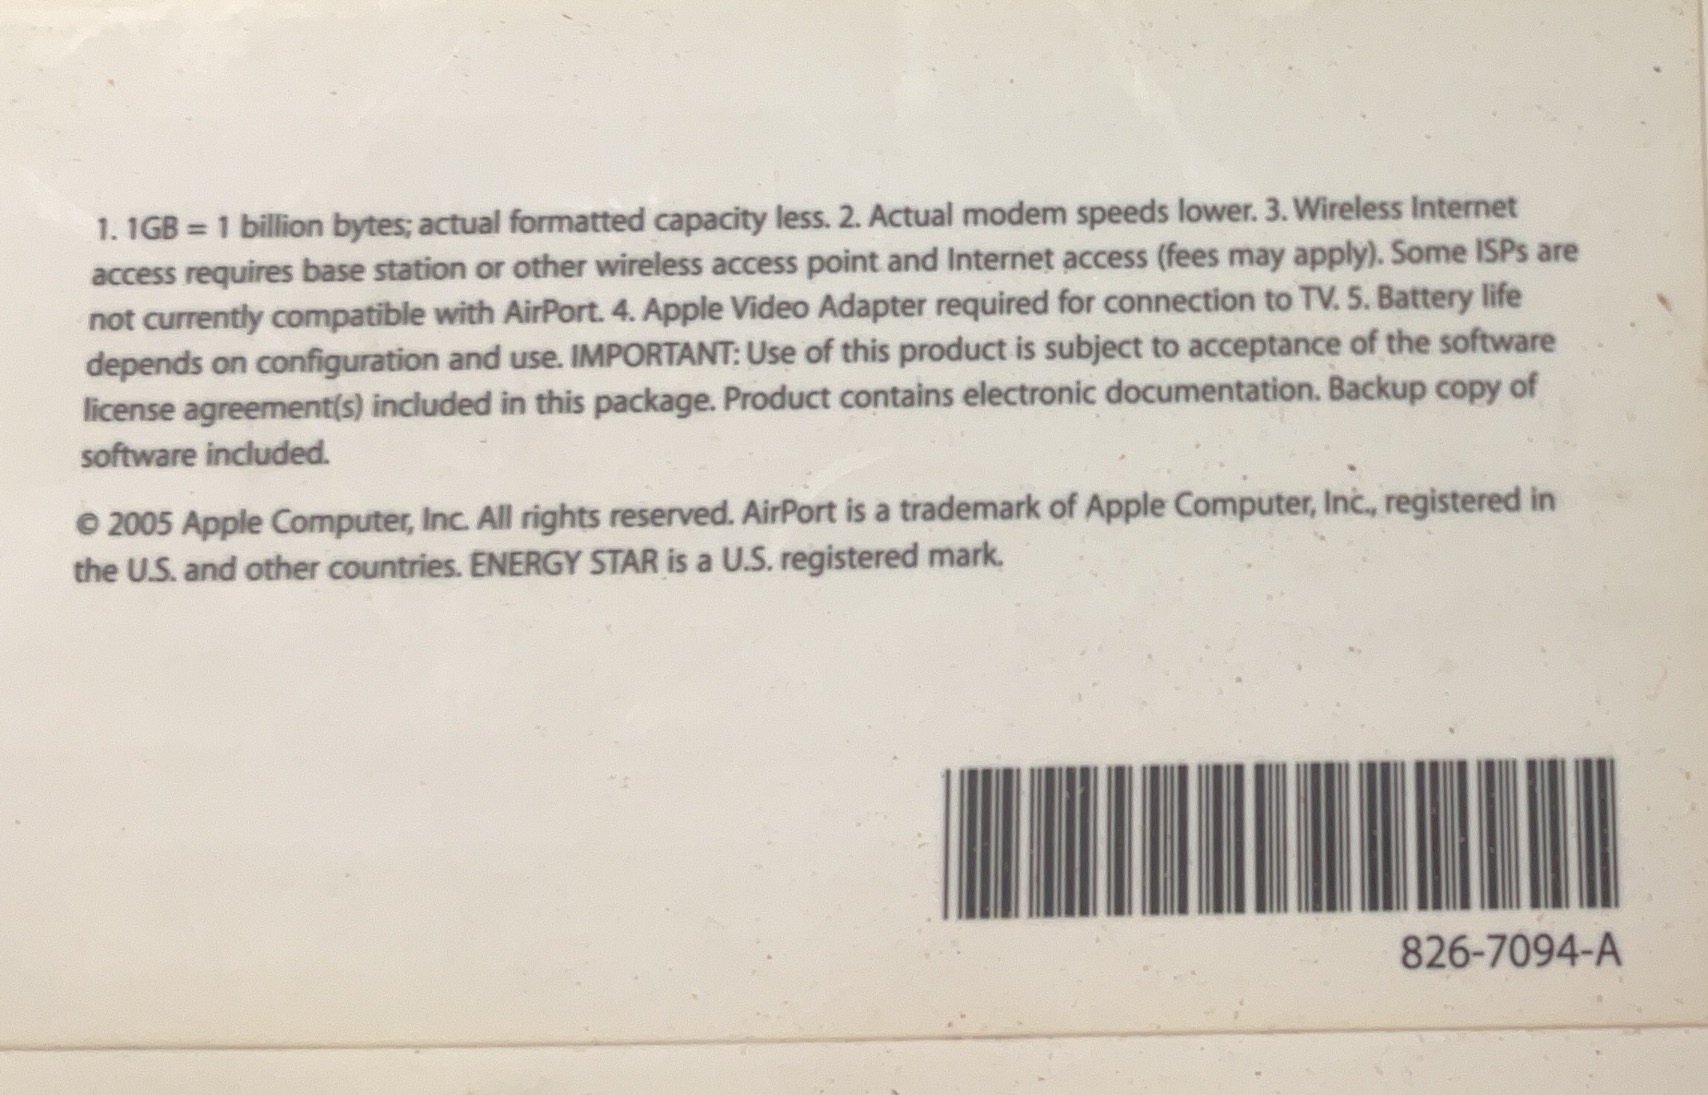 1. 1GB = 1 billion bytes; actual formatted capacity less. 2. Actual modem speeds lower. 3. Wireless Internet
access requires base station or other wireless access point and Internet access (fees may apply). Some ISPs are
not currently compatible with AirPort. 4. Apple Video Adapter required for connection to TV. 5. Battery life
depends on configuration and use. IMPORTANT: Use of this product is subject to acceptance of the software
license agreement(s) included in this package. Product contains electronic documentation. Backup copy of
software included.
© 2005 Apple Computer, Inc. All rights reserved. AirPort is a trademark of Apple Computer, Inc., registered in
the U.S. and other countries. ENERGY STAR is a U.S. registered mark.
826-7094-A